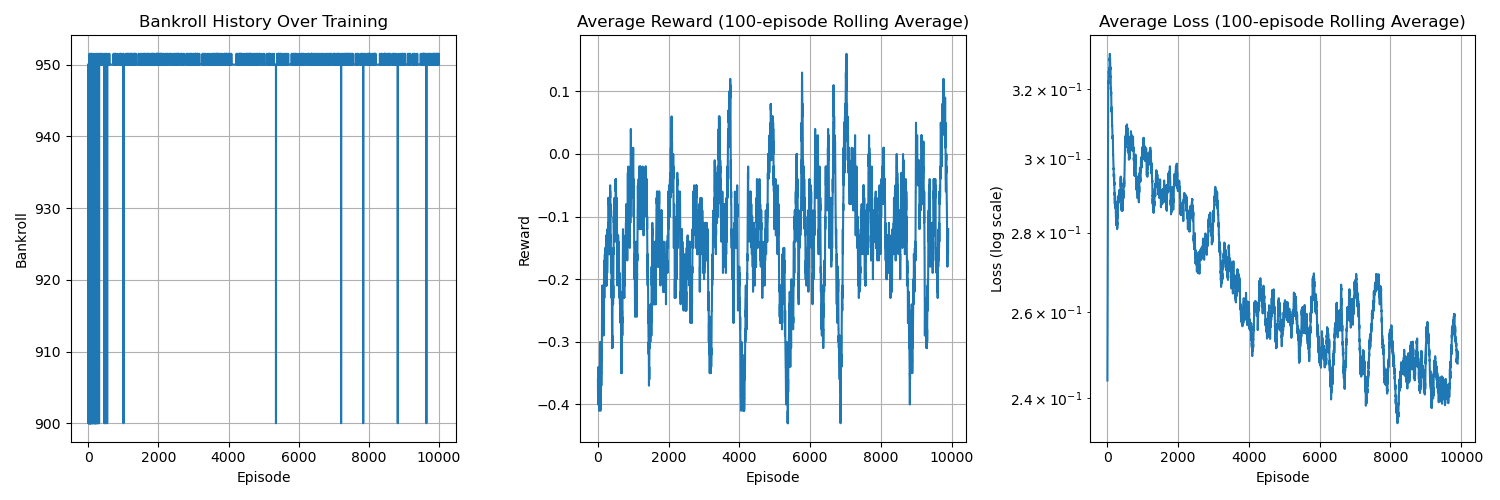 Bankroll History Over Training
950
940
930
920
910
900
Bankroll
0 2000 4000 6000 8000 10000
Episode
Average Reward (100-episode Rolling Average)
0.1
0.0
−0.1
−0.2
−0.3
−0.4
Reward
0 2000 4000 6000 8000 10000
Episode
Average Loss (100-episode Rolling Average)
3.2 × 10⁻¹
3 × 10⁻¹
2.8 × 10⁻¹
2.6 × 10⁻¹
2.4 × 10⁻¹
Loss (log scale)
0 2000 4000 6000 8000 10000
Episode